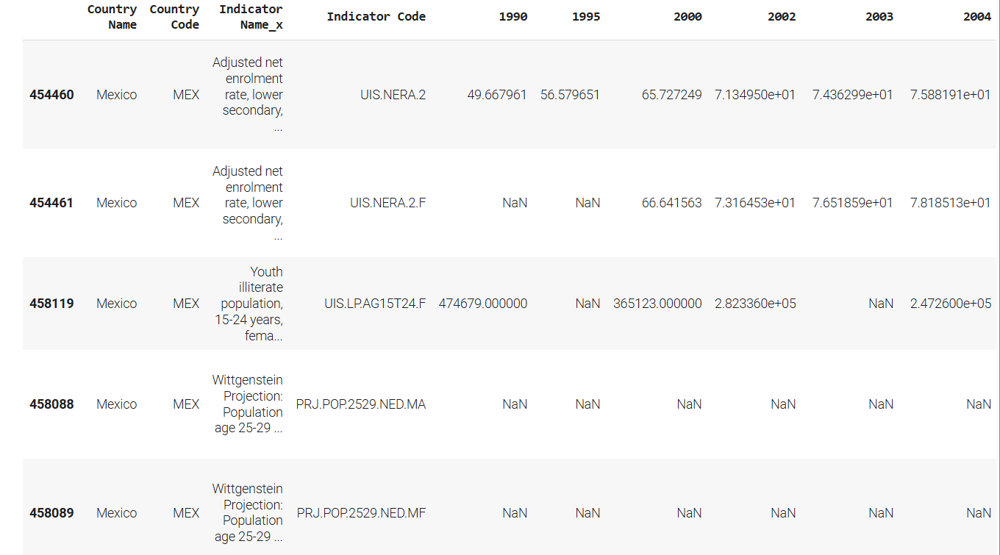 Country Name Country Code Indicator Name_x Indicator Code 1990 1995 2000 2002 2003 2004
454460 Mexico MEX Adjusted net enrolment rate, lower secondary, ... UIS.NERA.2 49.667961 56.579651 65.727249 7.134950e+01 7.436299e+01 7.588191e+01
454461 Mexico MEX Adjusted net enrolment rate, lower secondary, ... UIS.NERA.2.F NaN NaN 66.641563 7.316453e+01 7.651859e+01 7.818513e+01
458119 Mexico MEX Youth illiterate population, 15-24 years, fema... UIS.LP.AG15T24.F 474679.000000 NaN 365123.000000 2.823360e+05 NaN 2.472600e+05
458088 Mexico MEX Wittgenstein Projection: Population age 25-29 ... PRJ.POP.2529.NED.MA NaN NaN NaN NaN NaN NaN
458089 Mexico MEX Wittgenstein Projection: Population age 25-29 ... PRJ.POP.2529.NED.MF NaN NaN NaN NaN NaN NaN